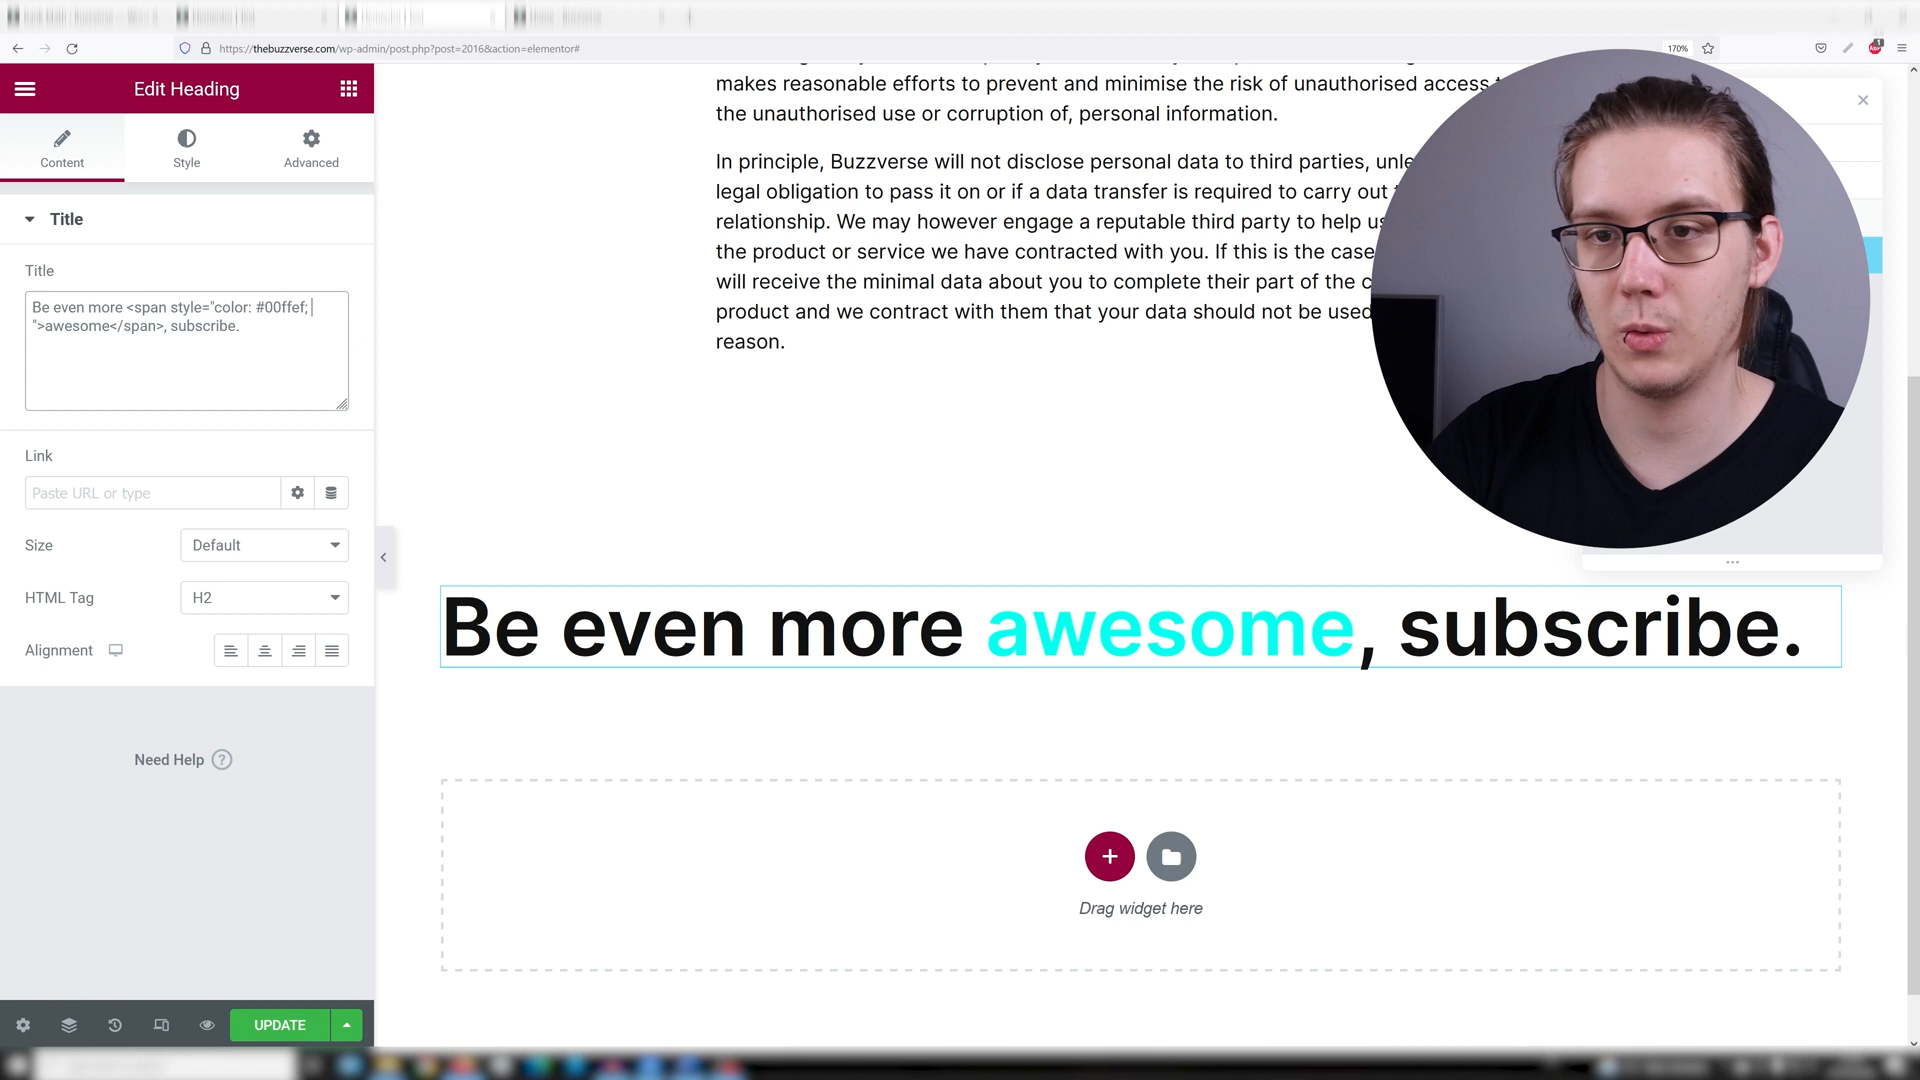 https://thebuzzverse.com/wp-admin/post.php?post=2016&action=elementor#
170%
1
Edit Heading
Content
Style
Advanced
Title
Title
Be even more <span style="color: #00ffef;
">awesome</span>, subscribe.
Link
Paste URL or type
Size
Default
HTML Tag
H2
Alignment
Need Help ?
UPDATE
makes reasonable efforts to prevent and minimise the risk of unauthorised access
the unauthorised use or corruption of, personal information.
In principle, Buzzverse will not disclose personal data to third parties,
legal obligation to pass it on or if a data transfer is required to carry out
relationship. We may however engage a reputable third party to help
the product or service we have contracted with you. If this is the case
will receive the minimal data about you to complete their part of the
product and we contract with them that your data should not be used
reason.
Be even more awesome, subscribe.
Drag widget here